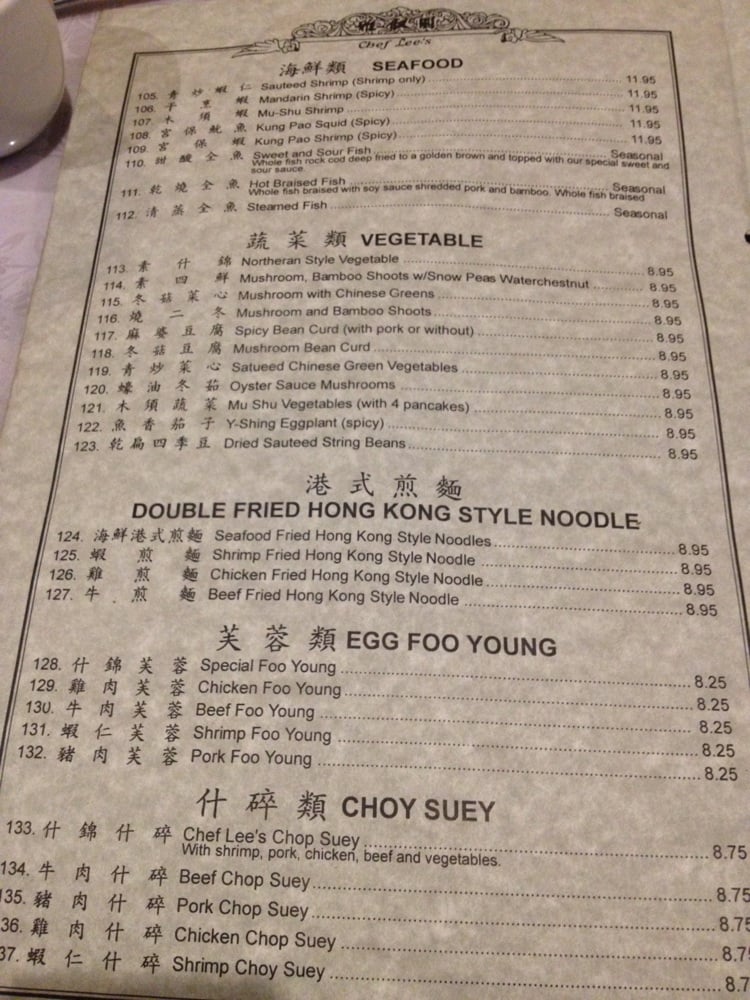 Chef Lee's
海鮮類 SEAFOOD
105. 青炒蝦仁 Sauteed Shrimp (Shrimp only) 11.95
106. 干烹蝦 Mandarin Shrimp (Spicy) 11.95
107. 木須蝦 Mu-Shu Shrimp 11.95
108. 宮保魷魚 Kung Pao Squid (Spicy) 11.95
109. 宮保蝦 Kung Pao Shrimp (Spicy) 11.95
110. 甜酸全魚 Sweet and Sour Fish Seasonal
Whole fish rock cod deep fried to a golden brown and topped with our special sweet and
sour sauce.
111. 乾燒全魚 Hot Braised Fish Seasonal
Whole fish braised with soy sauce shredded pork and bamboo. Whole fish braised
112. 清蒸全魚 Steamed Fish Seasonal
蔬菜類 VEGETABLE
113. 素什錦 Northeran Style Vegetable 8.95
114. 素四鮮 Mushroom, Bamboo Shoots w/Snow Peas Waterchestnut 8.95
115. 冬菇菜心 Mushroom with Chinese Greens 8.95
116. 燒二冬 Mushroom and Bamboo Shoots 8.95
117. 麻婆豆腐 Spicy Bean Curd (with pork or without) 8.95
118. 冬菇豆腐 Mushroom Bean Curd 8.95
119. 青炒菜心 Satueed Chinese Green Vegetables 8.95
120. 蠔油冬菇 Oyster Sauce Mushrooms 8.95
121. 木須蔬菜 Mu Shu Vegetables (with 4 pancakes) 8.95
122. 魚香茄子 Y-Shing Eggplant (spicy) 8.95
123. 乾扁四季豆 Dried Sauteed String Beans 8.95
港式煎麵
DOUBLE FRIED HONG KONG STYLE NOODLE
124. 海鮮港式煎麵 Seafood Fried Hong Kong Style Noodles 8.95
125. 蝦煎麵 Shrimp Fried Hong Kong Style Noodle 8.95
126. 雞煎麵 Chicken Fried Hong Kong Style Noodle 8.95
127. 牛煎麵 Beef Fried Hong Kong Style Noodle 8.95
芙蓉類 EGG FOO YOUNG
128. 什錦芙蓉 Special Foo Young 8.25
129. 雞肉芙蓉 Chicken Foo Young 8.25
130. 牛肉芙蓉 Beef Foo Young 8.25
131. 蝦仁芙蓉 Shrimp Foo Young 8.25
132. 豬肉芙蓉 Pork Foo Young 8.25
什碎類 CHOY SUEY
133. 什錦什碎 Chef Lee's Chop Suey 8.75
With shrimp, pork, chicken, beef and vegetables.
134. 牛肉什碎 Beef Chop Suey 8.75
135. 豬肉什碎 Pork Chop Suey 8.75
36. 雞肉什碎 Chicken Chop Suey 8.75
37. 蝦仁什碎 Shrimp Choy Suey 8.7